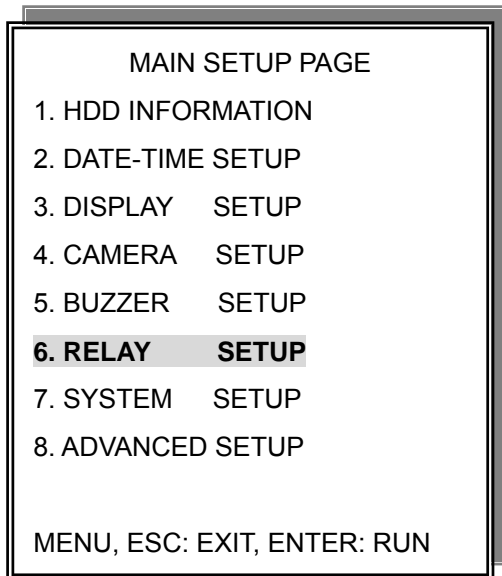 MAIN SETUP PAGE
1. HDD INFORMATION
2. DATE-TIME SETUP
3. DISPLAY SETUP
4. CAMERA SETUP
5. BUZZER SETUP
6. RELAY SETUP
7. SYSTEM SETUP
8. ADVANCED SETUP
MENU, ESC: EXIT, ENTER: RUN